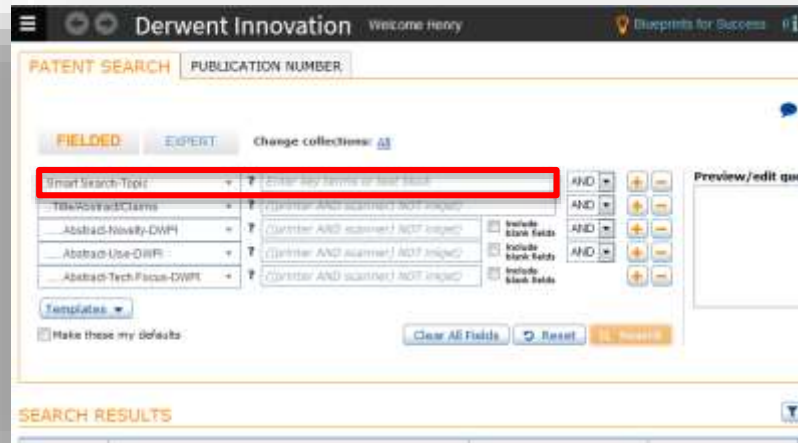 Derwent Innovation Welcome Henry Blueprints for Success
PATENT SEARCH PUBLICATION NUMBER
FIELDED EXPERT Change collections: All
Smart Search-Topic ? Enter key terms or text block AND + − Preview/edit que
Title/Abstract/Claims ? ((printer AND scanner) NOT inkjet) AND + −
...Abstract-Novelty-DWPI ? ((printer AND scanner) NOT inkjet) Include blank fields AND + −
...Abstract-Use-DWPI ? ((printer AND scanner) NOT inkjet) Include blank fields AND + −
...Abstract-Tech Focus-DWPI ? ((printer AND scanner) NOT inkjet) Include blank fields + −
Templates
Make these my defaults Clear All Fields Reset Search
SEARCH RESULTS